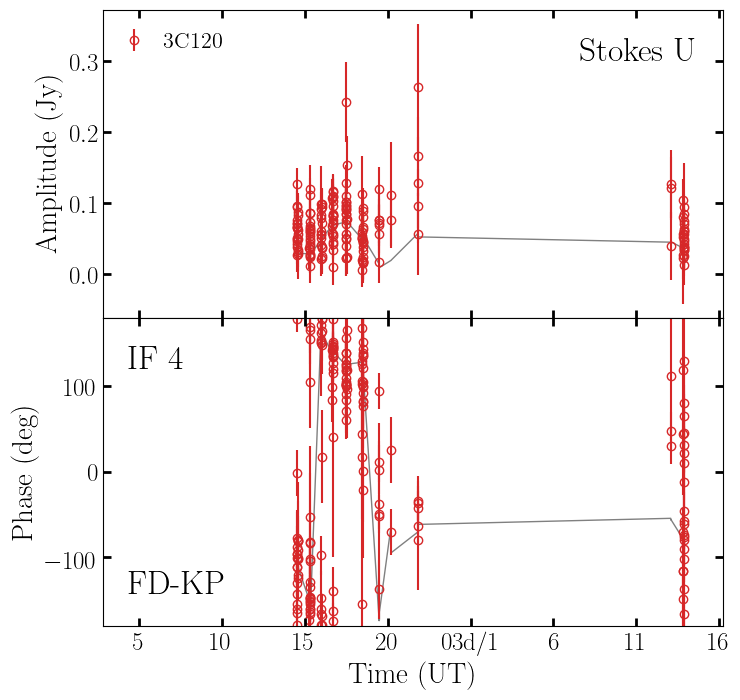 3C120
Stokes U
Amplitude (Jy)
0.3
0.2
0.1
0.0
IF 4
Phase (deg)
100
0
−100
FD-KP
5 10 15 20 03d/1 6 11 16
Time (UT)